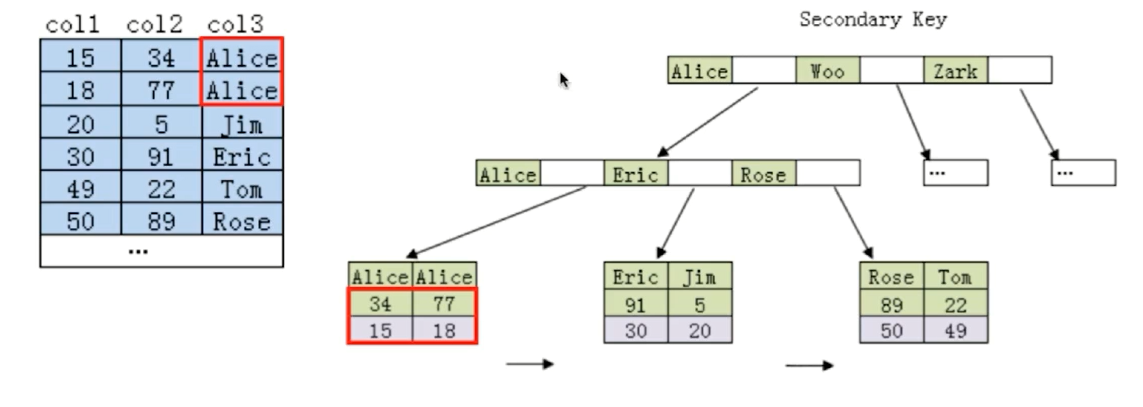 Secondary Key
col1 col2 col3
15 34 Alice
18 77 Alice
20 5 Jim
30 91 Eric
49 22 Tom
50 89 Rose
...
Alice Woo Zark
Alice Eric Rose
... ...
Alice Alice
34 77
15 18
Eric Jim
91 5
30 20
Rose Tom
89 22
50 49